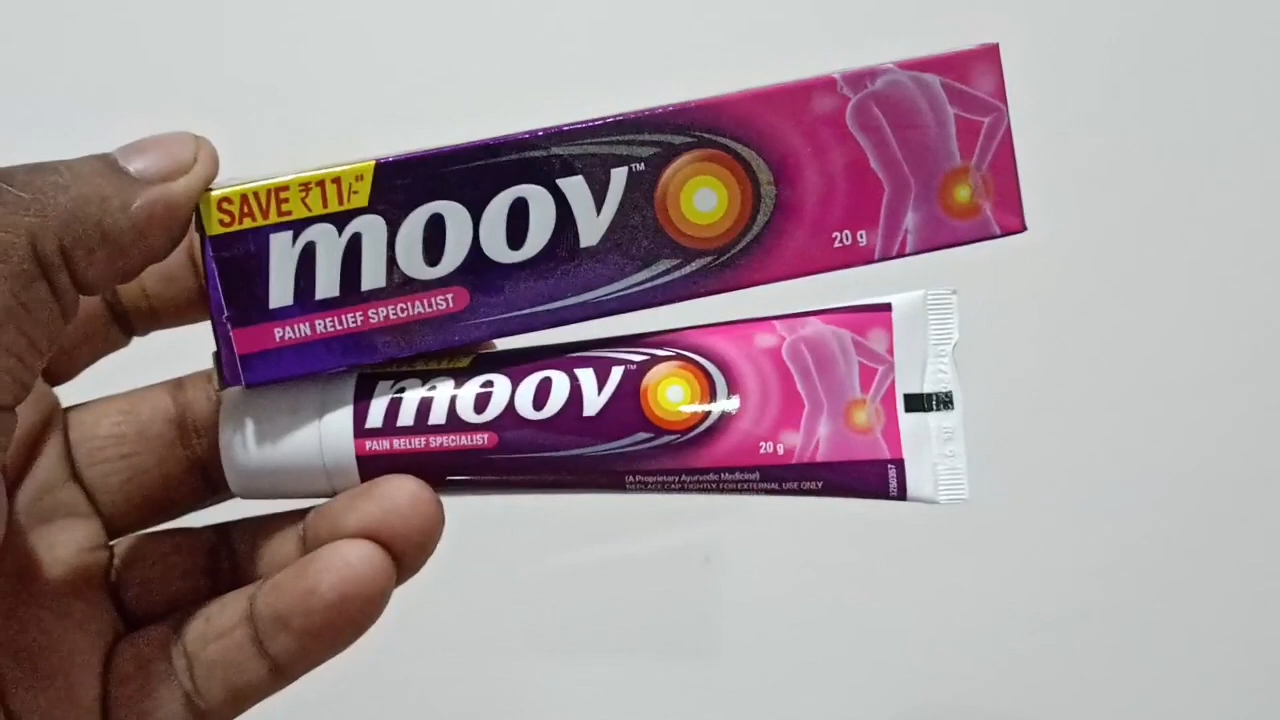 SAVE ₹11/-*
moov™
PAIN RELIEF SPECIALIST
20 g
moov™
PAIN RELIEF SPECIALIST
20 g
(A Proprietary Ayurvedic Medicine)
REPLACE CAP TIGHTLY. FOR EXTERNAL USE ONLY
3250357